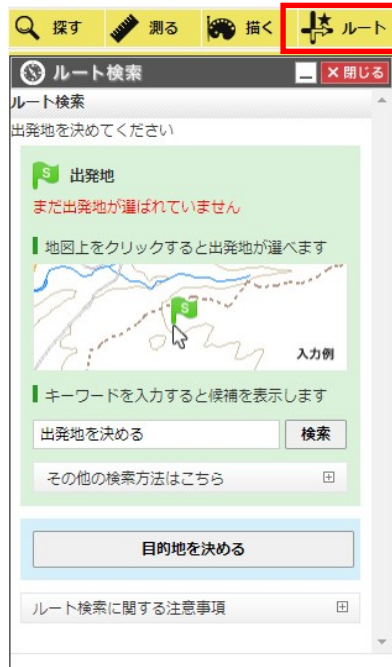 探す 測る 描く ルート
ルート検索 閉じる
ルート検索
出発地を決めてください
S 出発地
まだ出発地が選ばれていません
地図上をクリックすると出発地が選べます
S
入力例
キーワードを入力すると候補を表示します
出発地を決める 検索
その他の検索方法はこちら
目的地を決める
ルート検索に関する注意事項